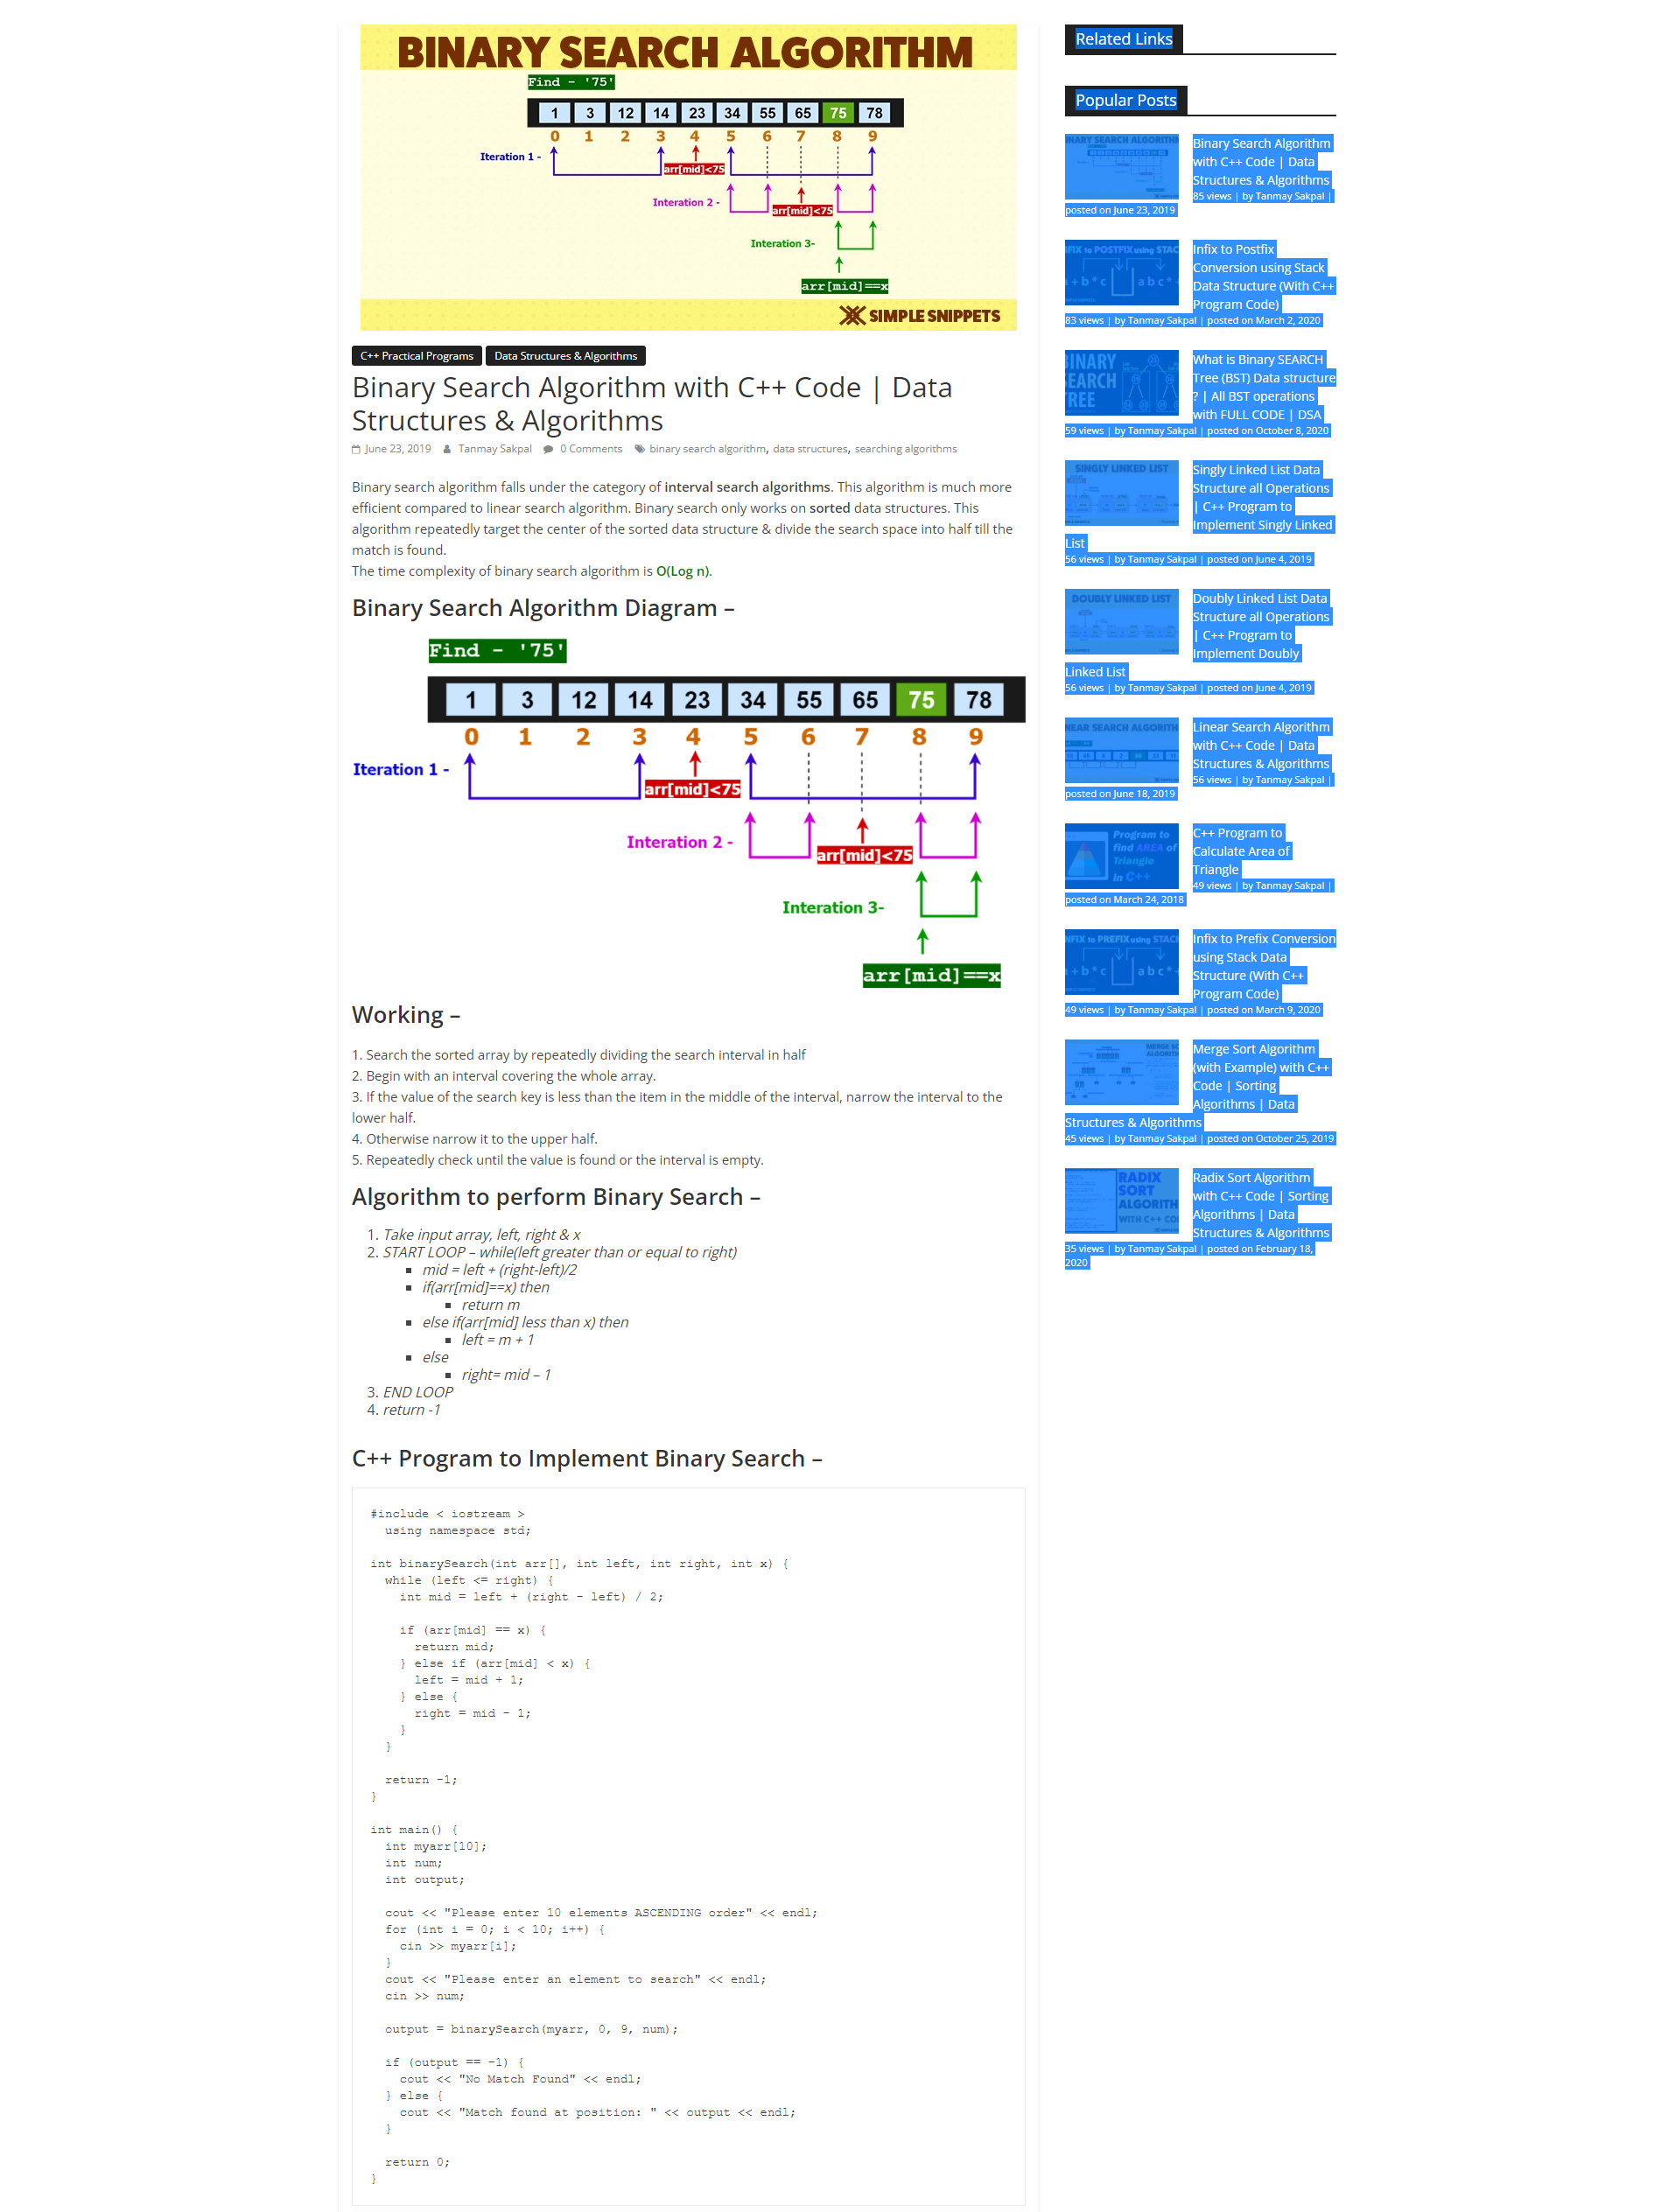 BINARY SEARCH ALGORITHM
Find - '75'
1 3 12 14 23 34 55 65 75 78
0 1 2 3 4 5 6 7 8 9
Iteration 1 -
arr[mid]<75
Interation 2 -
arr[mid]<75
Interation 3-
arr[mid]==x
SIMPLE SNIPPETS
C++ Practical Programs Data Structures & Algorithms
Binary Search Algorithm with C++ Code | Data
Structures & Algorithms
June 23, 2019 Tanmay Sakpal 0 Comments binary search algorithm, data structures, searching algorithms
Binary search algorithm falls under the category of interval search algorithms. This algorithm is much more
efficient compared to linear search algorithm. Binary search only works on sorted data structures. This
algorithm repeatedly target the center of the sorted data structure & divide the search space into half till the
match is found.
The time complexity of binary search algorithm is O(Log n).
Binary Search Algorithm Diagram –
Find - '75'
1 3 12 14 23 34 55 65 75 78
0 1 2 3 4 5 6 7 8 9
Iteration 1 -
arr[mid]<75
Interation 2 -
arr[mid]<75
Interation 3-
arr[mid]==x
Working –
1. Search the sorted array by repeatedly dividing the search interval in half
2. Begin with an interval covering the whole array.
3. If the value of the search key is less than the item in the middle of the interval, narrow the interval to the
lower half.
4. Otherwise narrow it to the upper half.
5. Repeatedly check until the value is found or the interval is empty.
Algorithm to perform Binary Search –
1. Take input array, left, right & x
2. START LOOP – while(left greater than or equal to right)
▪ mid = left + (right-left)/2
▪ if(arr[mid]==x) then
▪ return m
▪ else if(arr[mid] less than x) then
▪ left = m + 1
▪ else
▪ right= mid – 1
3. END LOOP
4. return -1
C++ Program to Implement Binary Search –
#include < iostream >
using namespace std;
int binarySearch(int arr[], int left, int right, int x) {
while (left <= right) {
int mid = left + (right - left) / 2;
if (arr[mid] == x) {
return mid;
} else if (arr[mid] < x) {
left = mid + 1;
} else {
right = mid - 1;
}
}
return -1;
}
int main() {
int myarr[10];
int num;
int output;
cout << "Please enter 10 elements ASCENDING order" << endl;
for (int i = 0; i < 10; i++) {
cin >> myarr[i];
}
cout << "Please enter an element to search" << endl;
cin >> num;
output = binarySearch(myarr, 0, 9, num);
if (output == -1) {
cout << "No Match Found" << endl;
} else {
cout << "Match found at position: " << output << endl;
}
return 0;
}
Related Links
Popular Posts
Binary Search Algorithm
with C++ Code | Data
Structures & Algorithms
85 views | by Tanmay Sakpal |
posted on June 23, 2019
Infix to Postfix
Conversion using Stack
Data Structure (With C++
Program Code)
83 views | by Tanmay Sakpal | posted on March 2, 2020
BINARY
SEARCH
TREE
What is Binary SEARCH
Tree (BST) Data structure
? | All BST operations
with FULL CODE | DSA
59 views | by Tanmay Sakpal | posted on October 8, 2020
SINGLY LINKED LIST
Singly Linked List Data
Structure all Operations
| C++ Program to
Implement Singly Linked
List
56 views | by Tanmay Sakpal | posted on June 4, 2019
DOUBLY LINKED LIST
Doubly Linked List Data
Structure all Operations
| C++ Program to
Implement Doubly
Linked List
56 views | by Tanmay Sakpal | posted on June 4, 2019
Linear Search Algorithm
with C++ Code | Data
Structures & Algorithms
56 views | by Tanmay Sakpal |
posted on June 18, 2019
Program to
find AREA of
Triangle
in C++
C++ Program to
Calculate Area of
Triangle
49 views | by Tanmay Sakpal |
posted on March 24, 2018
Infix to Prefix Conversion
using Stack Data
Structure (With C++
Program Code)
49 views | by Tanmay Sakpal | posted on March 9, 2020
Merge Sort Algorithm
(with Example) with C++
Code | Sorting
Algorithms | Data
Structures & Algorithms
45 views | by Tanmay Sakpal | posted on October 25, 2019
RADIX
SORT
ALGORITH
WITH C++ CO
Radix Sort Algorithm
with C++ Code | Sorting
Algorithms | Data
Structures & Algorithms
35 views | by Tanmay Sakpal | posted on February 18,
2020